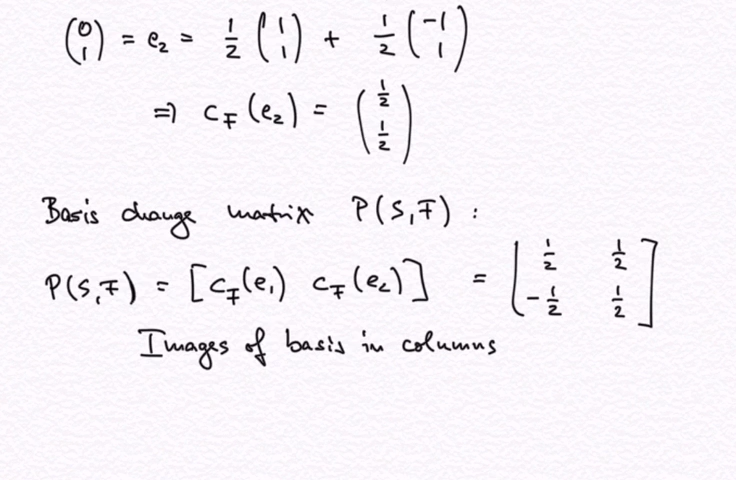 (0 1) = e₂ = 1/2 (1 1) + 1/2 (-1 1)
⇒ c_F (e₂) = (1/2 1/2)
Basis change matrix P(S,F) :
P(S,F) = [c_F(e₁) c_F(e₂)] = [1/2 1/2 -1/2 1/2]
Images of basis in columns